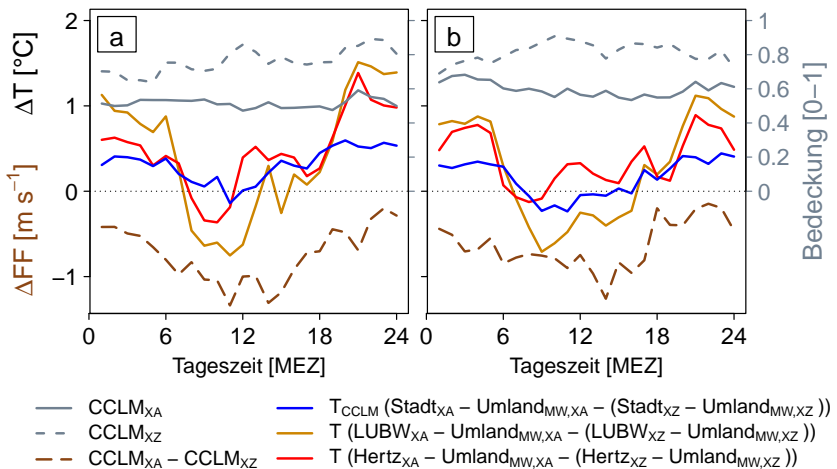 a
b
ΔT [°C]
ΔFF [m s⁻¹]
2
1
0
−1
1
0.8
0.6
0.4
0.2
0
Bedeckung [0−1]
0 6 12 18 24
0 6 12 18 24
Tageszeit [MEZ]
Tageszeit [MEZ]
CCLM_XA
CCLM_XZ
CCLM_XA − CCLM_XZ
T_CCLM (Stadt_XA − Umland_MW,XA − (Stadt_XZ − Umland_MW,XZ ))
T (LUBW_XA − Umland_MW,XA − (LUBW_XZ − Umland_MW,XZ ))
T (Hertz_XA − Umland_MW,XA − (Hertz_XZ − Umland_MW,XZ ))